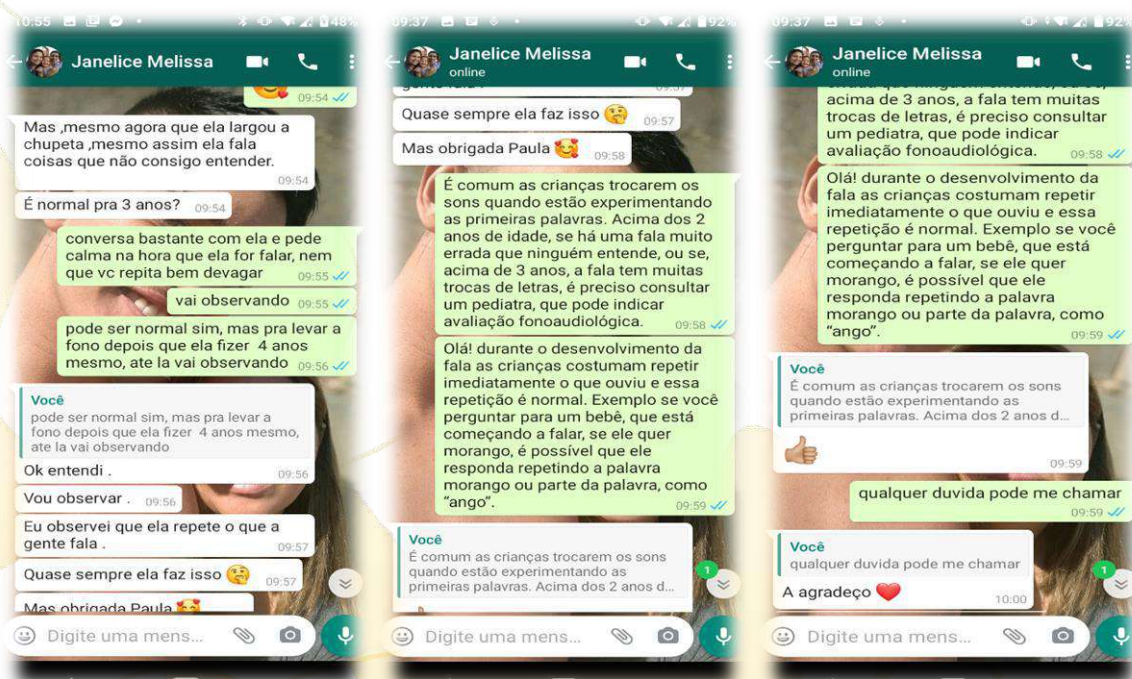 10:55
48%
Janelice Melissa
09:54
Mas ,mesmo agora que ela largou a
chupeta ,mesmo assim ela fala
coisas que não consigo entender.
09:54
É normal pra 3 anos? 09:54
conversa bastante com ela e pede
calma na hora que ela for falar, nem
que vc repita bem devagar 09:55
vai observando 09:55
pode ser normal sim, mas pra levar a
fono depois que ela fizer 4 anos
mesmo, ate la vai observando 09:56
Você
pode ser normal sim, mas pra levar a
fono depois que ela fizer 4 anos mesmo,
ate la vai observando
Ok entendi . 09:56
Vou observar . 09:56
Eu observei que ela repete o que a
gente fala . 09:57
Quase sempre ela faz isso 09:57
Mas obrigada Paula
Digite uma mens...
09:37
92%
Janelice Melissa
online
gente fala . 09:57
Quase sempre ela faz isso 09:57
Mas obrigada Paula 09:58
É comum as crianças trocarem os
sons quando estão experimentando
as primeiras palavras. Acima dos 2
anos de idade, se há uma fala muito
errada que ninguém entende, ou se,
acima de 3 anos, a fala tem muitas
trocas de letras, é preciso consultar
um pediatra, que pode indicar
avaliação fonoaudiológica. 09:58
Olá! durante o desenvolvimento da
fala as crianças costumam repetir
imediatamente o que ouviu e essa
repetição é normal. Exemplo se você
perguntar para um bebê, que está
começando a falar, se ele quer
morango, é possível que ele
responda repetindo a palavra
morango ou parte da palavra, como
“ango”. 09:59
Você
É comum as crianças trocarem os sons
quando estão experimentando as
primeiras palavras. Acima dos 2 anos d...
1
Digite uma mens...
09:37
92%
Janelice Melissa
online
errada que ninguém entende, ou se,
acima de 3 anos, a fala tem muitas
trocas de letras, é preciso consultar
um pediatra, que pode indicar
avaliação fonoaudiológica. 09:58
Olá! durante o desenvolvimento da
fala as crianças costumam repetir
imediatamente o que ouviu e essa
repetição é normal. Exemplo se você
perguntar para um bebê, que está
começando a falar, se ele quer
morango, é possível que ele
responda repetindo a palavra
morango ou parte da palavra, como
“ango”. 09:59
Você
É comum as crianças trocarem os sons
quando estão experimentando as
primeiras palavras. Acima dos 2 anos d...
09:59
qualquer duvida pode me chamar
09:59
Você
qualquer duvida pode me chamar
A agradeço 10:00
1
Digite uma mens...